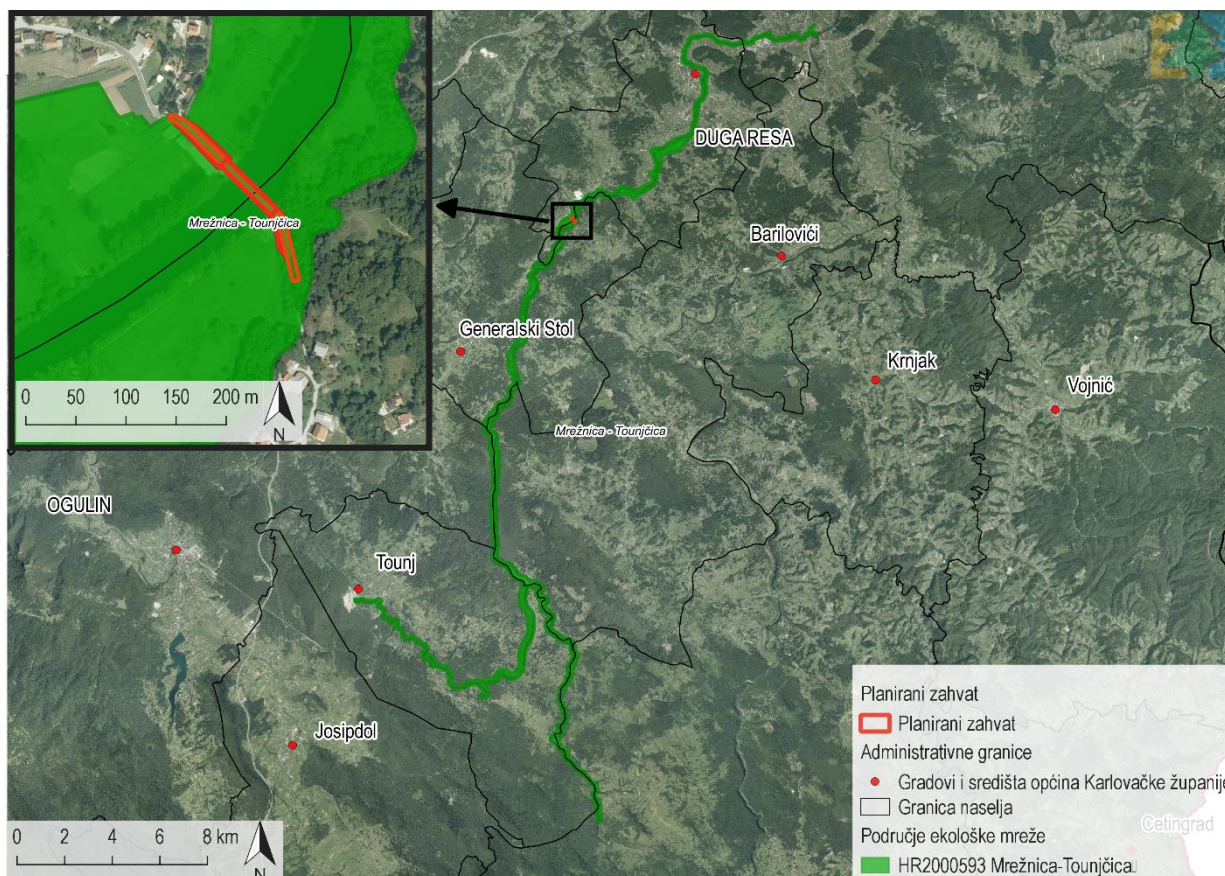 Mrežnica - Tounjčica
0 50 100 150 200 m
N
DUGA RESA
Barilovići
Generalski Stol
Krnjak
Vojnić
Mrežnica - Tounjčica
OGULIN
Tounj
Josipdol
0 2 4 6 8 km
N
Planirani zahvat
Planirani zahvat
Administrativne granice
Gradovi i središta općina Karlovačke županije
Granica naselja
Cetingrad
Područje ekološke mreže
HR2000593 Mrežnica-Tounjčica